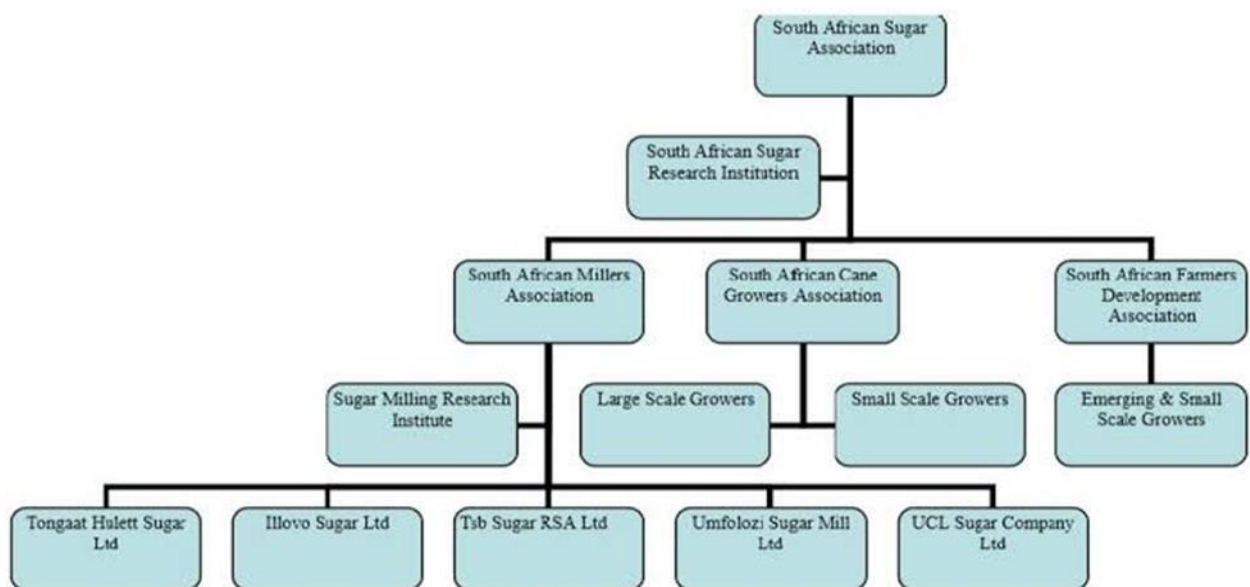 South African Sugar
Association
South African Sugar
Research Institution
South African Millers
Association
South African Cane
Growers Association
South African Farmers
Development
Association
Sugar Milling Research
Institute
Large Scale Growers
Small Scale Growers
Emerging & Small
Scale Growers
Tongaat Hulett Sugar
Ltd
Illovo Sugar Ltd
Tsb Sugar RSA Ltd
Umfolozi Sugar Mill
Ltd
UCL Sugar Company
Ltd